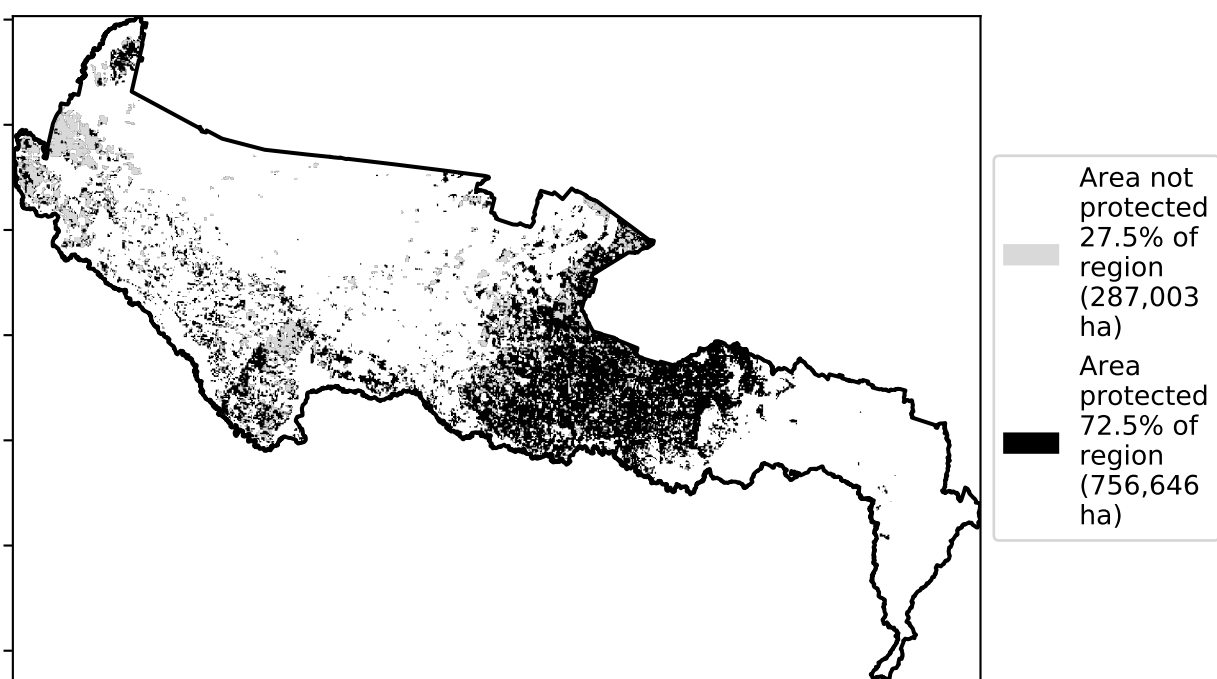 Area not
protected
27.5% of
region
(287,003
ha)
Area
protected
72.5% of
region
(756,646
ha)